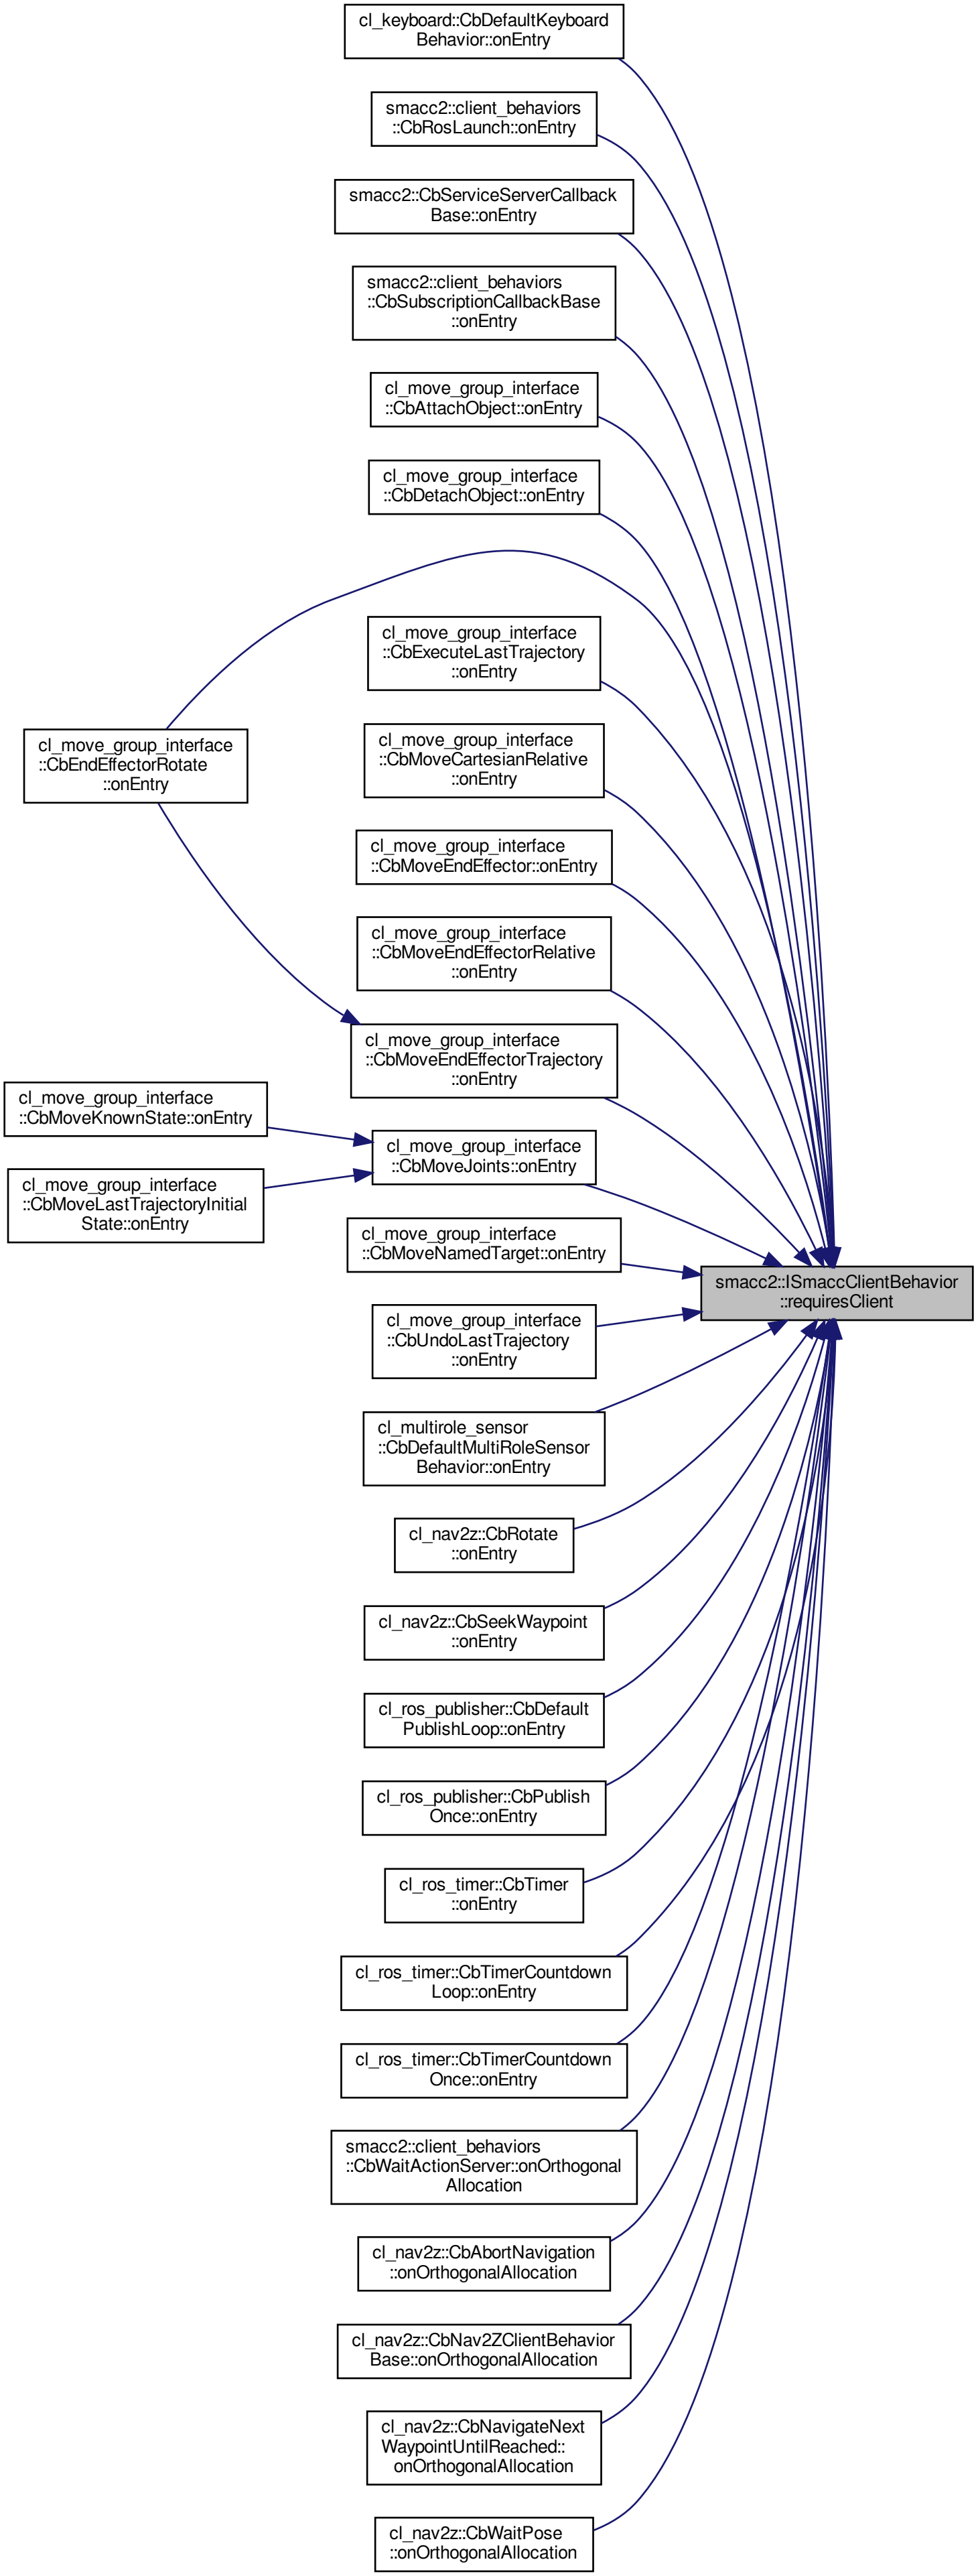 cl_keyboard::CbDefaultKeyboard
Behavior::onEntry
smacc2::client_behaviors
::CbRosLaunch::onEntry
smacc2::CbServiceServerCallback
Base::onEntry
smacc2::client_behaviors
::CbSubscriptionCallbackBase
::onEntry
cl_move_group_interface
::CbAttachObject::onEntry
cl_move_group_interface
::CbDetachObject::onEntry
cl_move_group_interface
::CbExecuteLastTrajectory
::onEntry
cl_move_group_interface
::CbEndEffectorRotate
::onEntry
cl_move_group_interface
::CbMoveCartesianRelative
::onEntry
cl_move_group_interface
::CbMoveEndEffector::onEntry
cl_move_group_interface
::CbMoveEndEffectorRelative
::onEntry
cl_move_group_interface
::CbMoveEndEffectorTrajectory
::onEntry
cl_move_group_interface
::CbMoveKnownState::onEntry
cl_move_group_interface
::CbMoveJoints::onEntry
cl_move_group_interface
::CbMoveLastTrajectoryInitial
State::onEntry
cl_move_group_interface
::CbMoveNamedTarget::onEntry
smacc2::ISmaccClientBehavior
::requiresClient
cl_move_group_interface
::CbUndoLastTrajectory
::onEntry
cl_multirole_sensor
::CbDefaultMultiRoleSensor
Behavior::onEntry
cl_nav2z::CbRotate
::onEntry
cl_nav2z::CbSeekWaypoint
::onEntry
cl_ros_publisher::CbDefault
PublishLoop::onEntry
cl_ros_publisher::CbPublish
Once::onEntry
cl_ros_timer::CbTimer
::onEntry
cl_ros_timer::CbTimerCountdown
Loop::onEntry
cl_ros_timer::CbTimerCountdown
Once::onEntry
smacc2::client_behaviors
::CbWaitActionServer::onOrthogonal
Allocation
cl_nav2z::CbAbortNavigation
::onOrthogonalAllocation
cl_nav2z::CbNav2ZClientBehavior
Base::onOrthogonalAllocation
cl_nav2z::CbNavigateNext
WaypointUntilReached::
onOrthogonalAllocation
cl_nav2z::CbWaitPose
::onOrthogonalAllocation